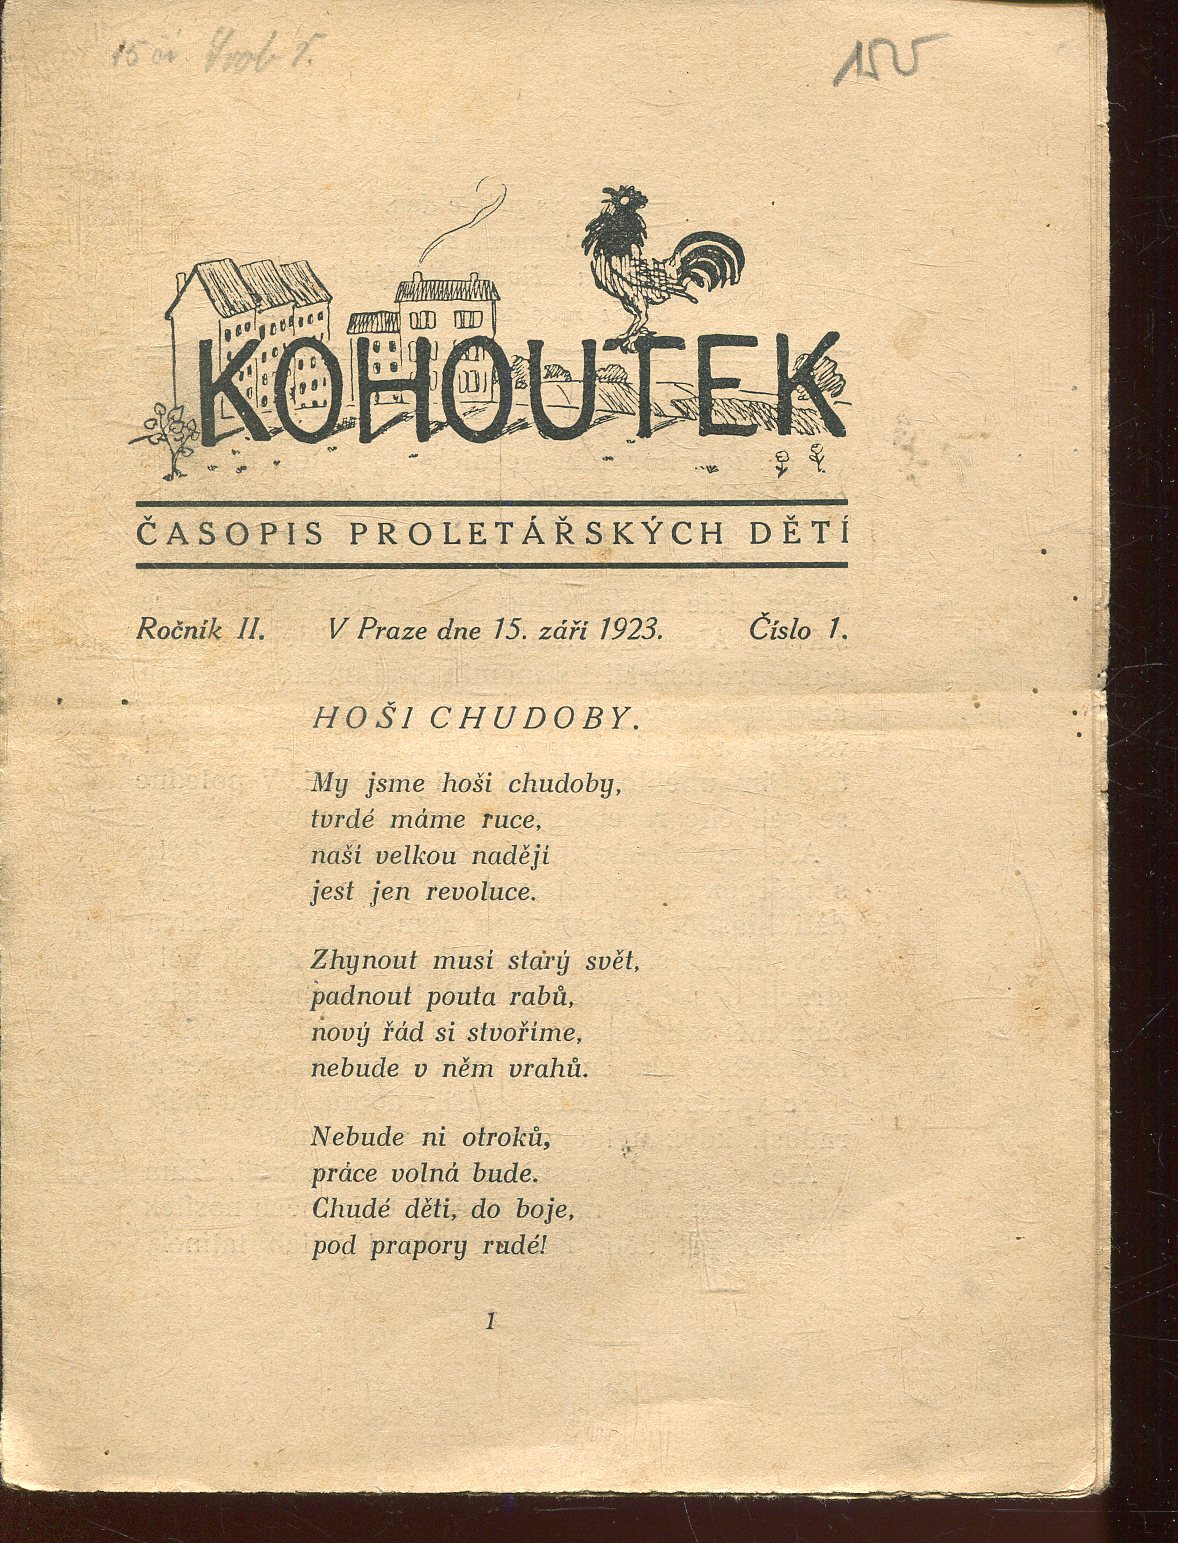 155
KOHOUTEK
ČASOPIS PROLETÁŘSKÝCH DĚTÍ
Ročník II. V Praze dne 15. září 1923. Číslo 1.
HOŠI CHUDOBY.
My jsme hoši chudoby,
tvrdé máme ruce,
naší velkou nadějí
jest jen revoluce.
Zhynout musí starý svět,
padnout pouta rabů,
nový řád si stvoříme,
nebude v něm vrahů.
Nebude ni otroků,
práce volná bude.
Chudé děti, do boje,
pod prapory rudé!
1